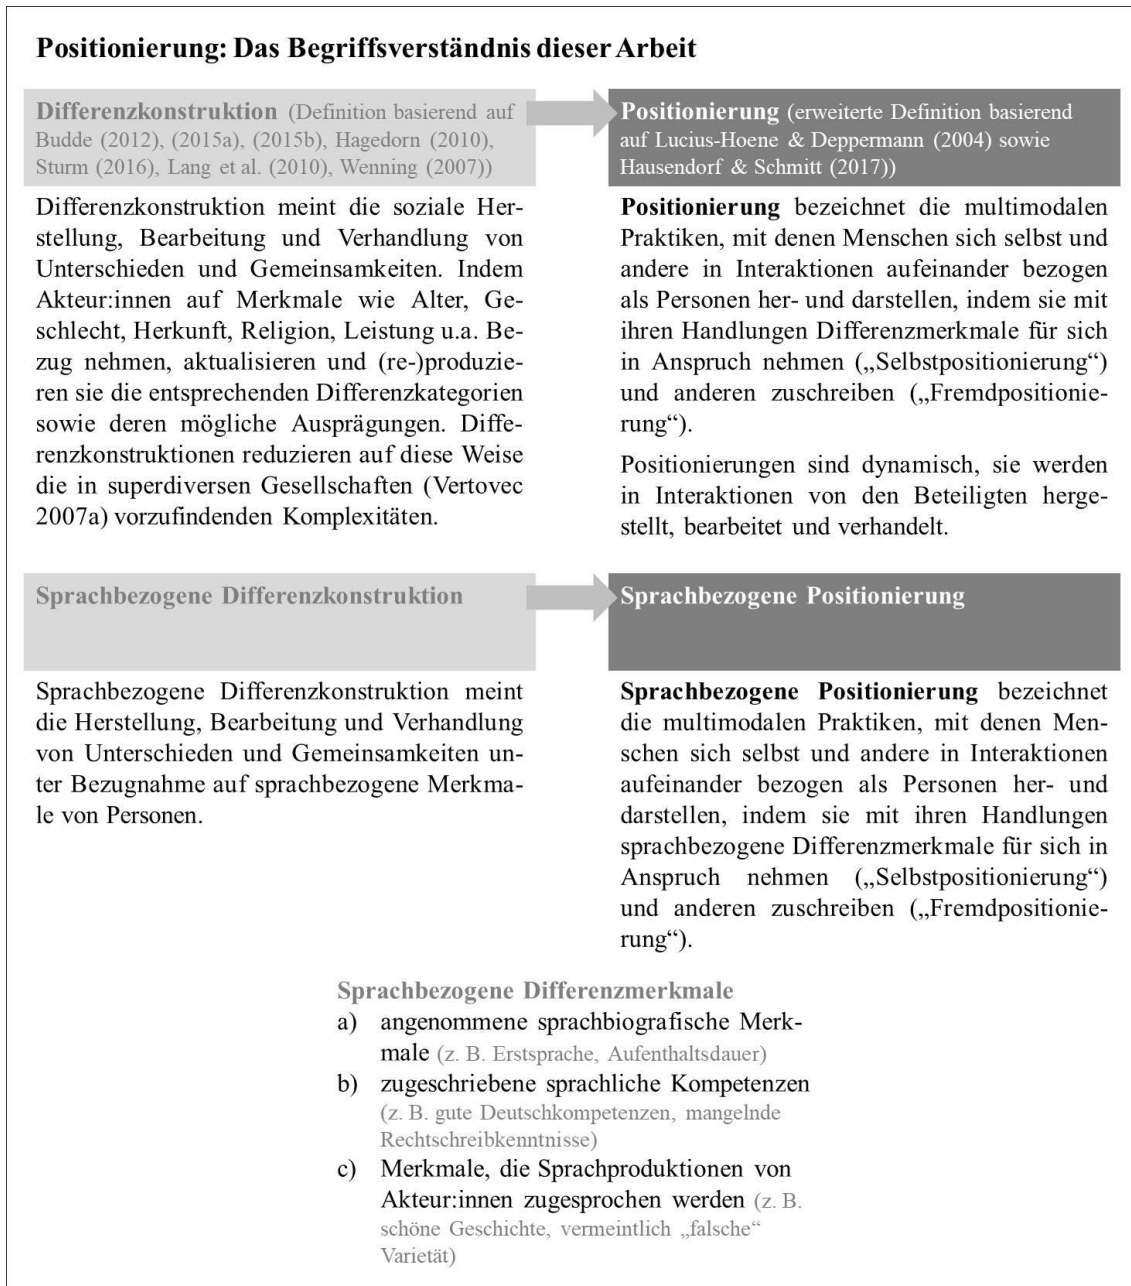 Positionierung: Das Begriffsverständnis dieser Arbeit
Differenzkonstruktion (Definition basierend auf
Budde (2012), (2015a), (2015b), Hagedorn (2010),
Sturm (2016), Lang et al. (2010), Wenning (2007))
Differenzkonstruktion meint die soziale Her-
stellung, Bearbeitung und Verhandlung von
Unterschieden und Gemeinsamkeiten. Indem
Akteur:innen auf Merkmale wie Alter, Ge-
schlecht, Herkunft, Religion, Leistung u.a. Be-
zug nehmen, aktualisieren und (re-)produzie-
ren sie die entsprechenden Differenzkategorien
sowie deren mögliche Ausprägungen. Diffe-
renzkonstruktionen reduzieren auf diese Weise
die in superdiversen Gesellschaften (Vertovec
2007a) vorzufindenden Komplexitäten.
Positionierung (erweiterte Definition basierend
auf Lucius-Hoene & Deppermann (2004) sowie
Hausendorf & Schmitt (2017))
Positionierung bezeichnet die multimodalen
Praktiken, mit denen Menschen sich selbst und
andere in Interaktionen aufeinander bezogen
als Personen her- und darstellen, indem sie mit
ihren Handlungen Differenzmerkmale für sich
in Anspruch nehmen („Selbstpositionierung“)
und anderen zuschreiben („Fremdpositionie-
rung“).
Positionierungen sind dynamisch, sie werden
in Interaktionen von den Beteiligten herge-
stellt, bearbeitet und verhandelt.
Sprachbezogene Differenzkonstruktion
Sprachbezogene Differenzkonstruktion meint
die Herstellung, Bearbeitung und Verhandlung
von Unterschieden und Gemeinsamkeiten un-
ter Bezugnahme auf sprachbezogene Merkma-
le von Personen.
Sprachbezogene Positionierung
Sprachbezogene Positionierung bezeichnet
die multimodalen Praktiken, mit denen Men-
schen sich selbst und andere in Interaktionen
aufeinander bezogen als Personen her- und
darstellen, indem sie mit ihren Handlungen
sprachbezogene Differenzmerkmale für sich in
Anspruch nehmen („Selbstpositionierung“)
und anderen zuschreiben („Fremdpositionie-
rung“).
Sprachbezogene Differenzmerkmale
a) angenommene sprachbiografische Merk-
male (z. B. Erstsprache, Aufenthaltsdauer)
b) zugeschriebene sprachliche Kompetenzen
(z. B. gute Deutschkompetenzen, mangelnde
Rechtschreibkenntnisse)
c) Merkmale, die Sprachproduktionen von
Akteur:innen zugesprochen werden (z. B.
schöne Geschichte, vermeintlich „falsche“
Varietät)